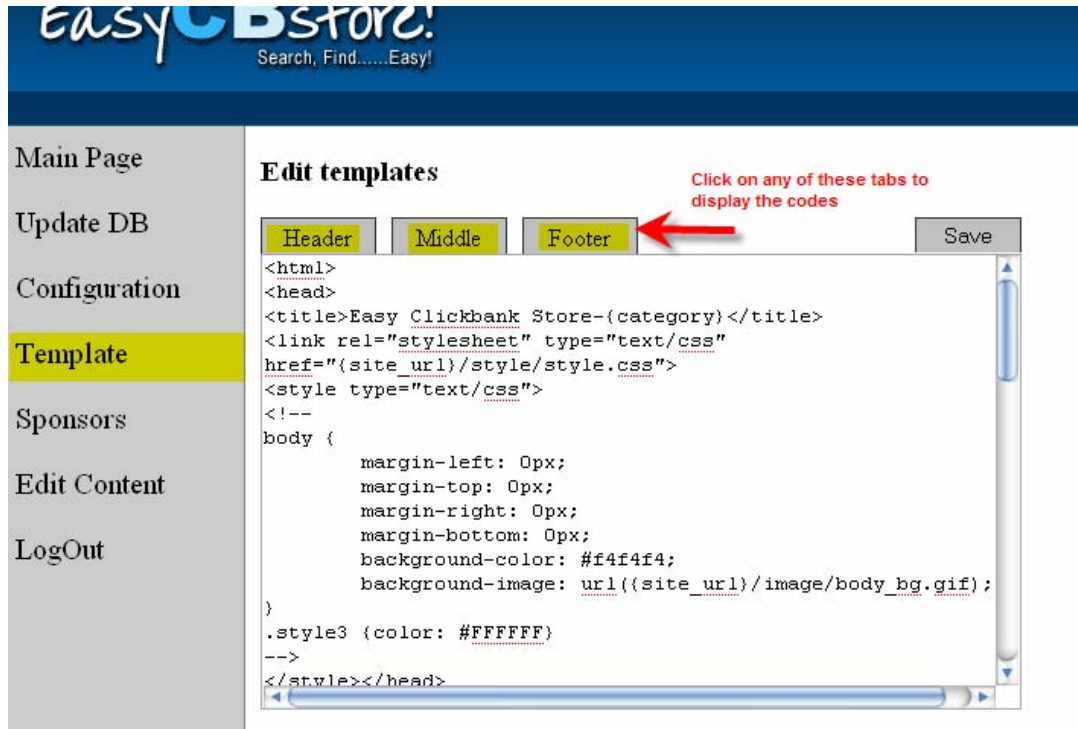 EasyCBstore!
Search, Find......Easy!
Main Page
Update DB
Configuration
Template
Sponsors
Edit Content
LogOut
Edit templates
Click on any of these tabs to
display the codes
Header Middle Footer Save
<html>
<head>
<title>Easy Clickbank Store-{category}</title>
<link rel="stylesheet" type="text/css"
href="{site_url}/style/style.css">
<style type="text/css">
<!--
body {
margin-left: 0px;
margin-top: 0px;
margin-right: 0px;
margin-bottom: 0px;
background-color: #f4f4f4;
background-image: url({site_url}/image/body_bg.gif);
}
.style3 {color: #FFFFFF}
-->
</style></head>